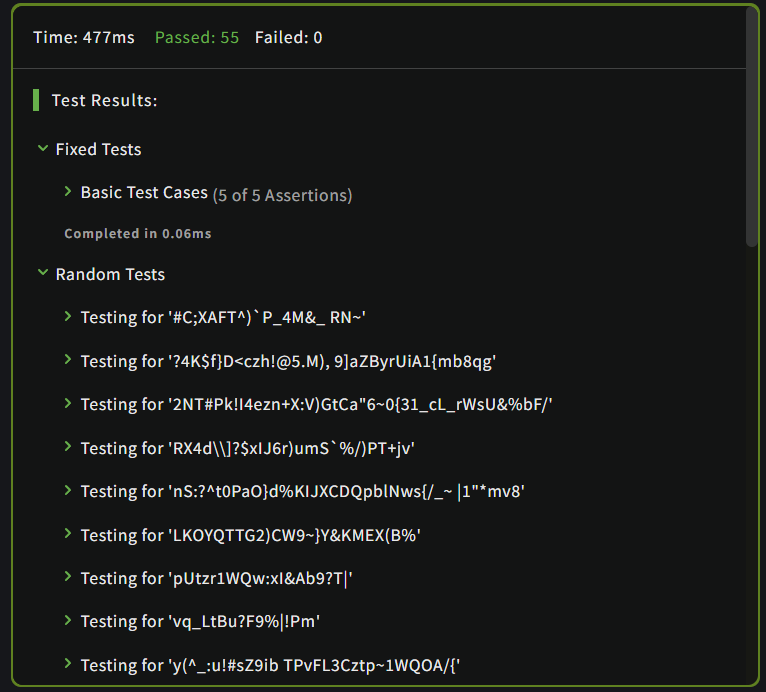 Time: 477ms Passed: 55 Failed: 0
Test Results:
Fixed Tests
Basic Test Cases (5 of 5 Assertions)
Completed in 0.06ms
Random Tests
Testing for '#C;XAFT^)`P_4M&_ RN~'
Testing for '?4K$f}D<czh!@5.M), 9]aZByrUiA1{mb8qg'
Testing for '2NT#Pk!I4ezn+X:V)GtCa"6~0{31_cL_rWsU&%bF/'
Testing for 'RX4d\\]?$xIJ6r)umS`%/)PT+jv'
Testing for 'nS:?^t0PaO}d%KIJXCDQpblNws{/_~ |1"*mv8'
Testing for 'LKOYQTTG2)CW9~}Y&KMEX(B%'
Testing for 'pUtzr1WQw:xI&Ab9?T|'
Testing for 'vq_LtBu?F9%|!Pm'
Testing for 'y(^_:u!#sZ9ib TPvFL3Cztp~1WQOA/{'